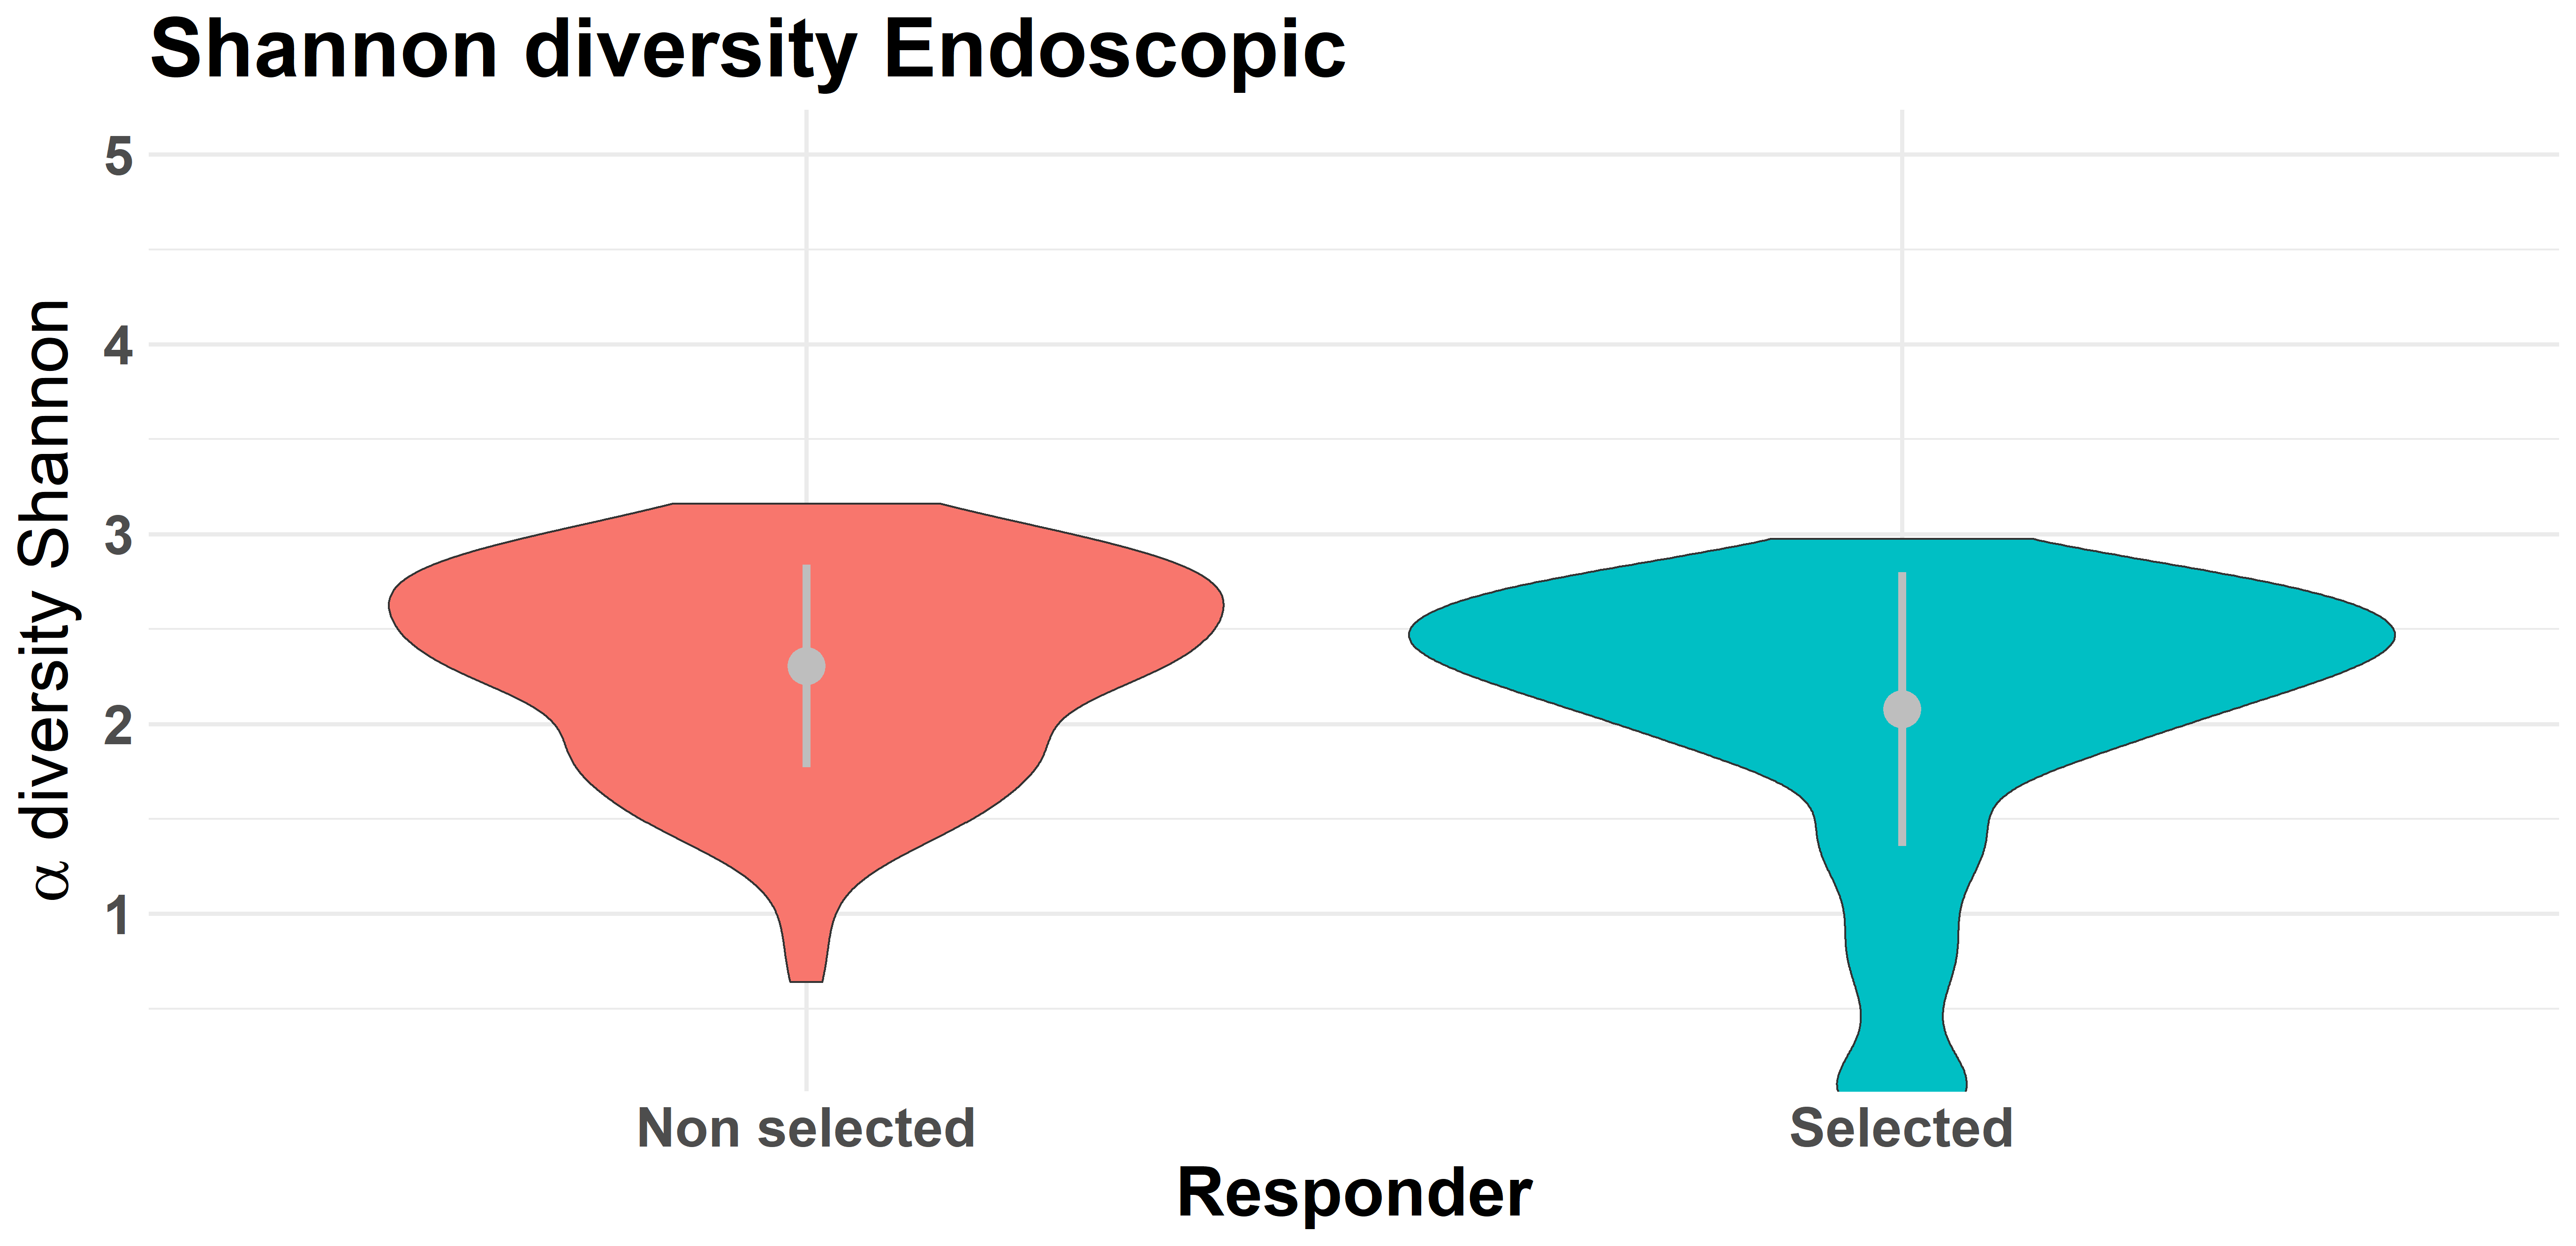 Shannon diversity Endoscopic
α diversity Shannon
5
4
3
2
1
Non selected
Selected
Responder